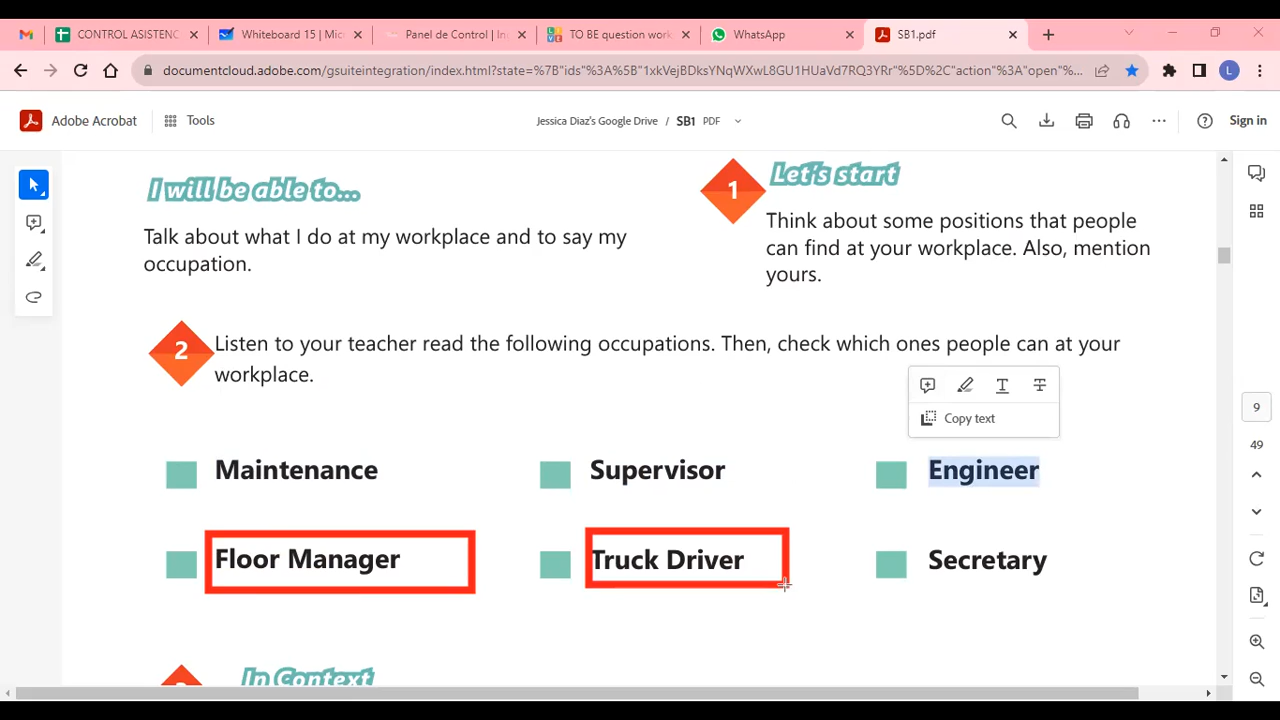 CONTROL ASISTENC
Whiteboard 15 | Mic
Panel de Control | In
TO BE question work
WhatsApp
SB1.pdf
documentcloud.adobe.com/gsuiteintegration/index.html?state=%7B"ids"%3A%5B"1xkVejBDksYNqWXwL8GU1HUaVd7RQ3YRr"%5D%2C"action"%3A"open"%...
L
Adobe Acrobat
Tools
Jessica Diaz's Google Drive / SB1 PDF
Sign in
I will be able to...
Talk about what I do at my workplace and to say my
occupation.
1
Let's start
Think about some positions that people
can find at your workplace. Also, mention
yours.
2
Listen to your teacher read the following occupations. Then, check which ones people can at your
workplace.
Copy text
9
49
Maintenance
Supervisor
Engineer
Floor Manager
Truck Driver
Secretary
In Context